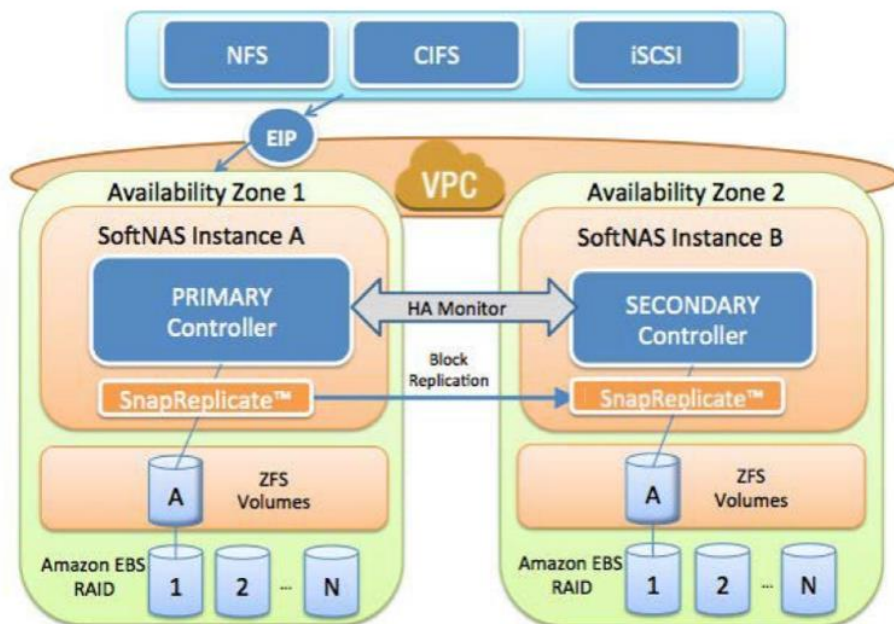 NFS
CIFS
iSCSI
EIP
VPC
Availability Zone 1
SoftNAS Instance A
PRIMARY
Controller
SnapReplicate™
A
ZFS
Volumes
Amazon EBS
RAID
1
2
...
N
HA Monitor
Block
Replication
Availability Zone 2
SoftNAS Instance B
SECONDARY
Controller
SnapReplicate™
A
ZFS
Volumes
Amazon EBS
RAID
1
2
...
N